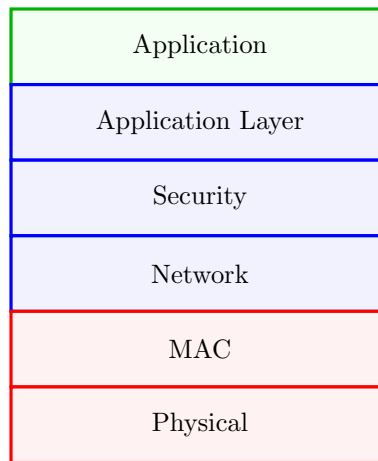 Application
Application Layer
Security
Network
MAC
Physical